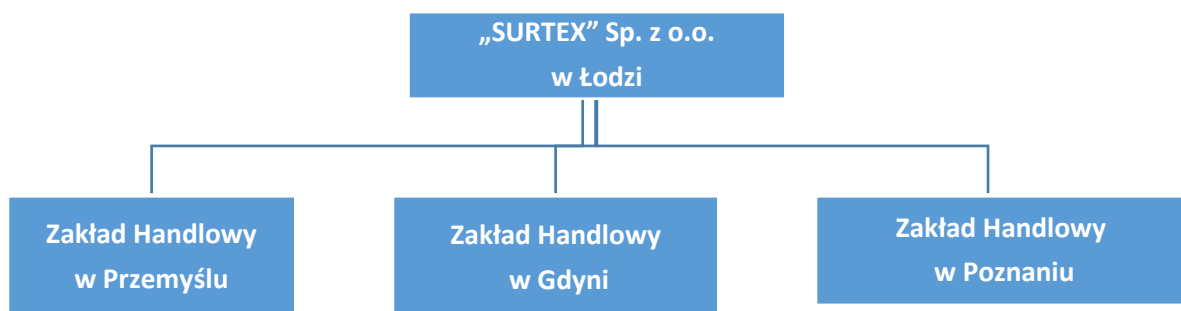 „SURTEX” Sp. z o.o.
w Łodzi
Zakład Handlowy
w Przemyślu
Zakład Handlowy
w Gdyni
Zakład Handlowy
w Poznaniu